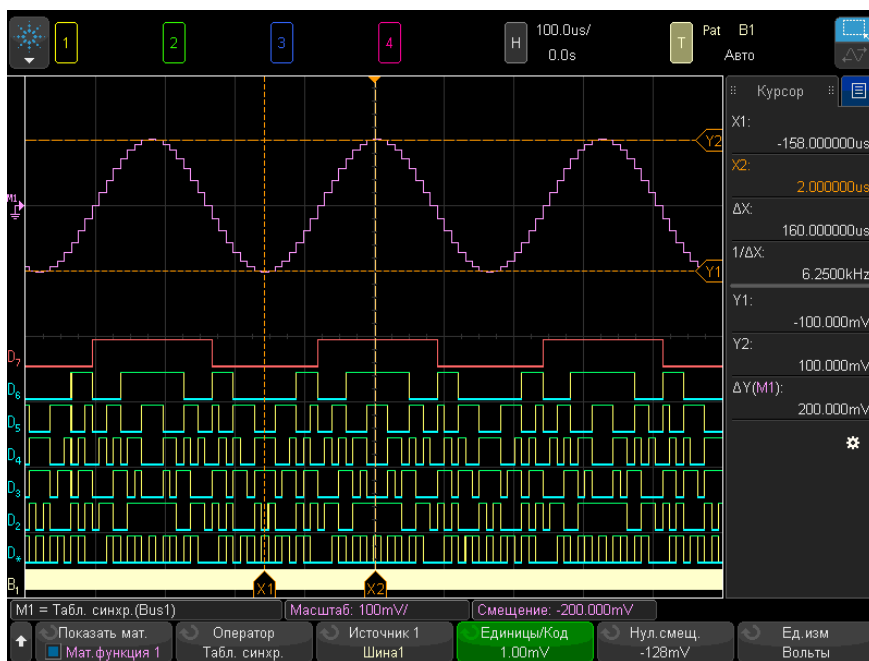 1 2 3 4 H 100.0us/ 0.0s T Pat B1 Авто
Курсор
X1:
-158.000000us
X2:
2.000000us
ΔX:
160.000000us
1/ΔX:
6.2500kHz
Y1:
-100.000mV
Y2:
100.000mV
ΔY(M1):
200.000mV
M1
Y2
Y1
D7
D6
D5
D4
D3
D2
D*
B1
X1 X2
M1 = Табл. синхр.(Bus1) Масштаб: 100mV/ Смещение: -200.000mV
Показать мат. Оператор Источник 1 Единицы/Код Нул.смещ. Ед.изм
Мат.функция 1 Табл. синхр. Шина1 1.00mV -128mV Вольты